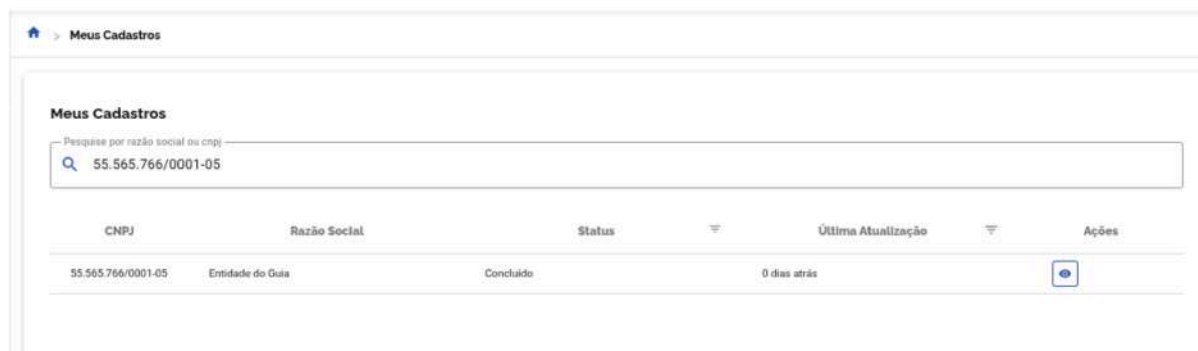 > Meus Cadastros
Meus Cadastros
Pesquise por razão social ou cnpj
55.565.766/0001-05
CNPJ Razão Social Status Última Atualização Ações
55.565.766/0001-05 Entidade do Guia Concluído 0 dias atrás